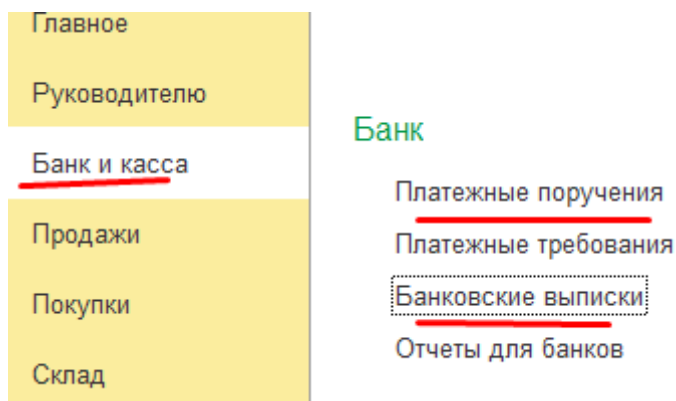 Главное
Руководителю
Банк и касса
Продажи
Покупки
Склад
Банк
Платежные поручения
Платежные требования
Банковские выписки
Отчеты для банков